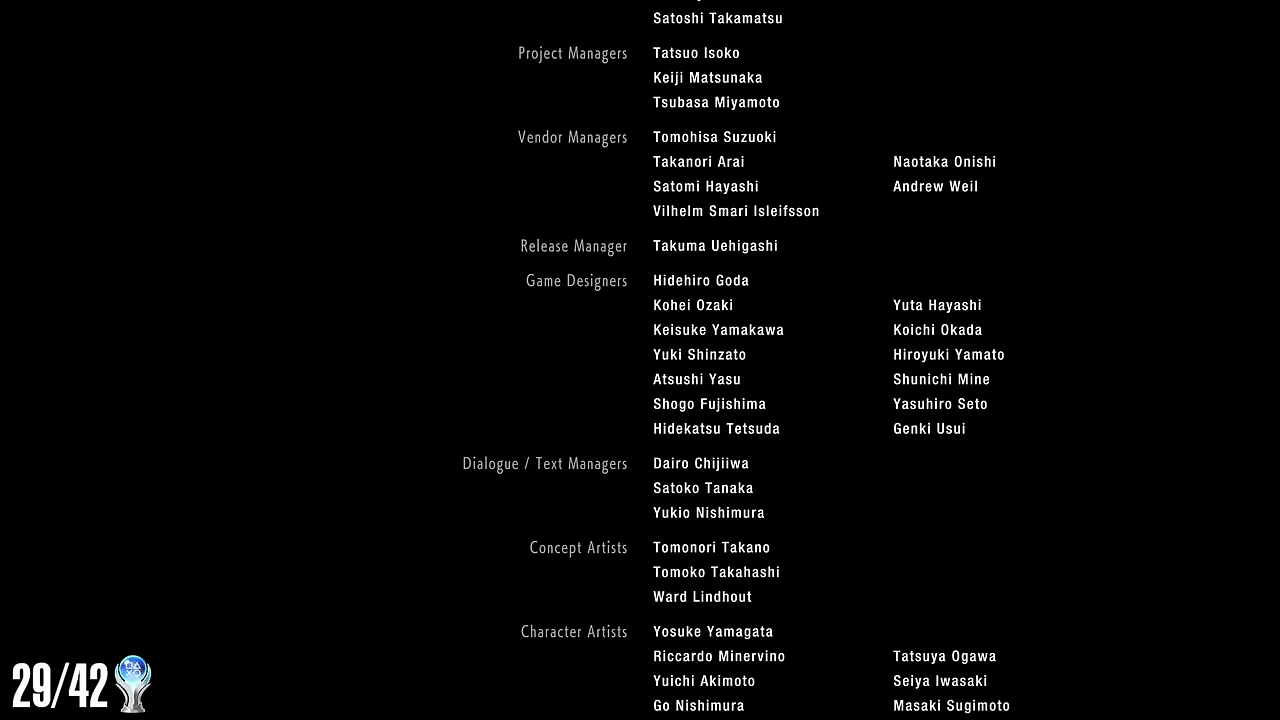 Satoshi Takamatsu
Project Managers Tatsuo Isoko
Keiji Matsunaka
Tsubasa Miyamoto
Vendor Managers Tomohisa Suzuoki
Takanori Arai Naotaka Onishi
Satomi Hayashi Andrew Weil
Vilhelm Smari Isleifsson
Release Manager Takuma Uehigashi
Game Designers Hidehiro Goda
Kohei Ozaki Yuta Hayashi
Keisuke Yamakawa Koichi Okada
Yuki Shinzato Hiroyuki Yamato
Atsushi Yasu Shunichi Mine
Shogo Fujishima Yasuhiro Seto
Hidekatsu Tetsuda Genki Usui
Dialogue / Text Managers Dairo Chijiiwa
Satoko Tanaka
Yukio Nishimura
Concept Artists Tomonori Takano
Tomoko Takahashi
Ward Lindhout
Character Artists Yosuke Yamagata
Riccardo Minervino Tatsuya Ogawa
Yuichi Akimoto Seiya Iwasaki
Go Nishimura Masaki Sugimoto
29/42